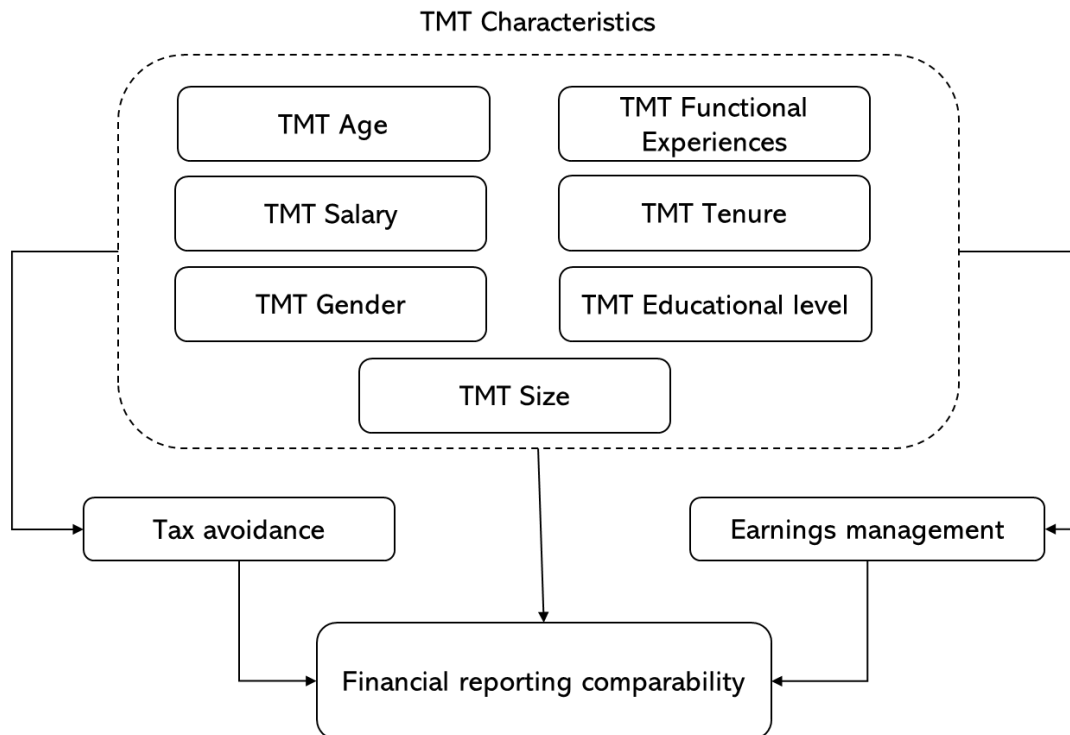 TMT Characteristics
TMT Age
TMT Functional
Experiences
TMT Salary
TMT Tenure
TMT Gender
TMT Educational level
TMT Size
Tax avoidance
Earnings management
Financial reporting comparability